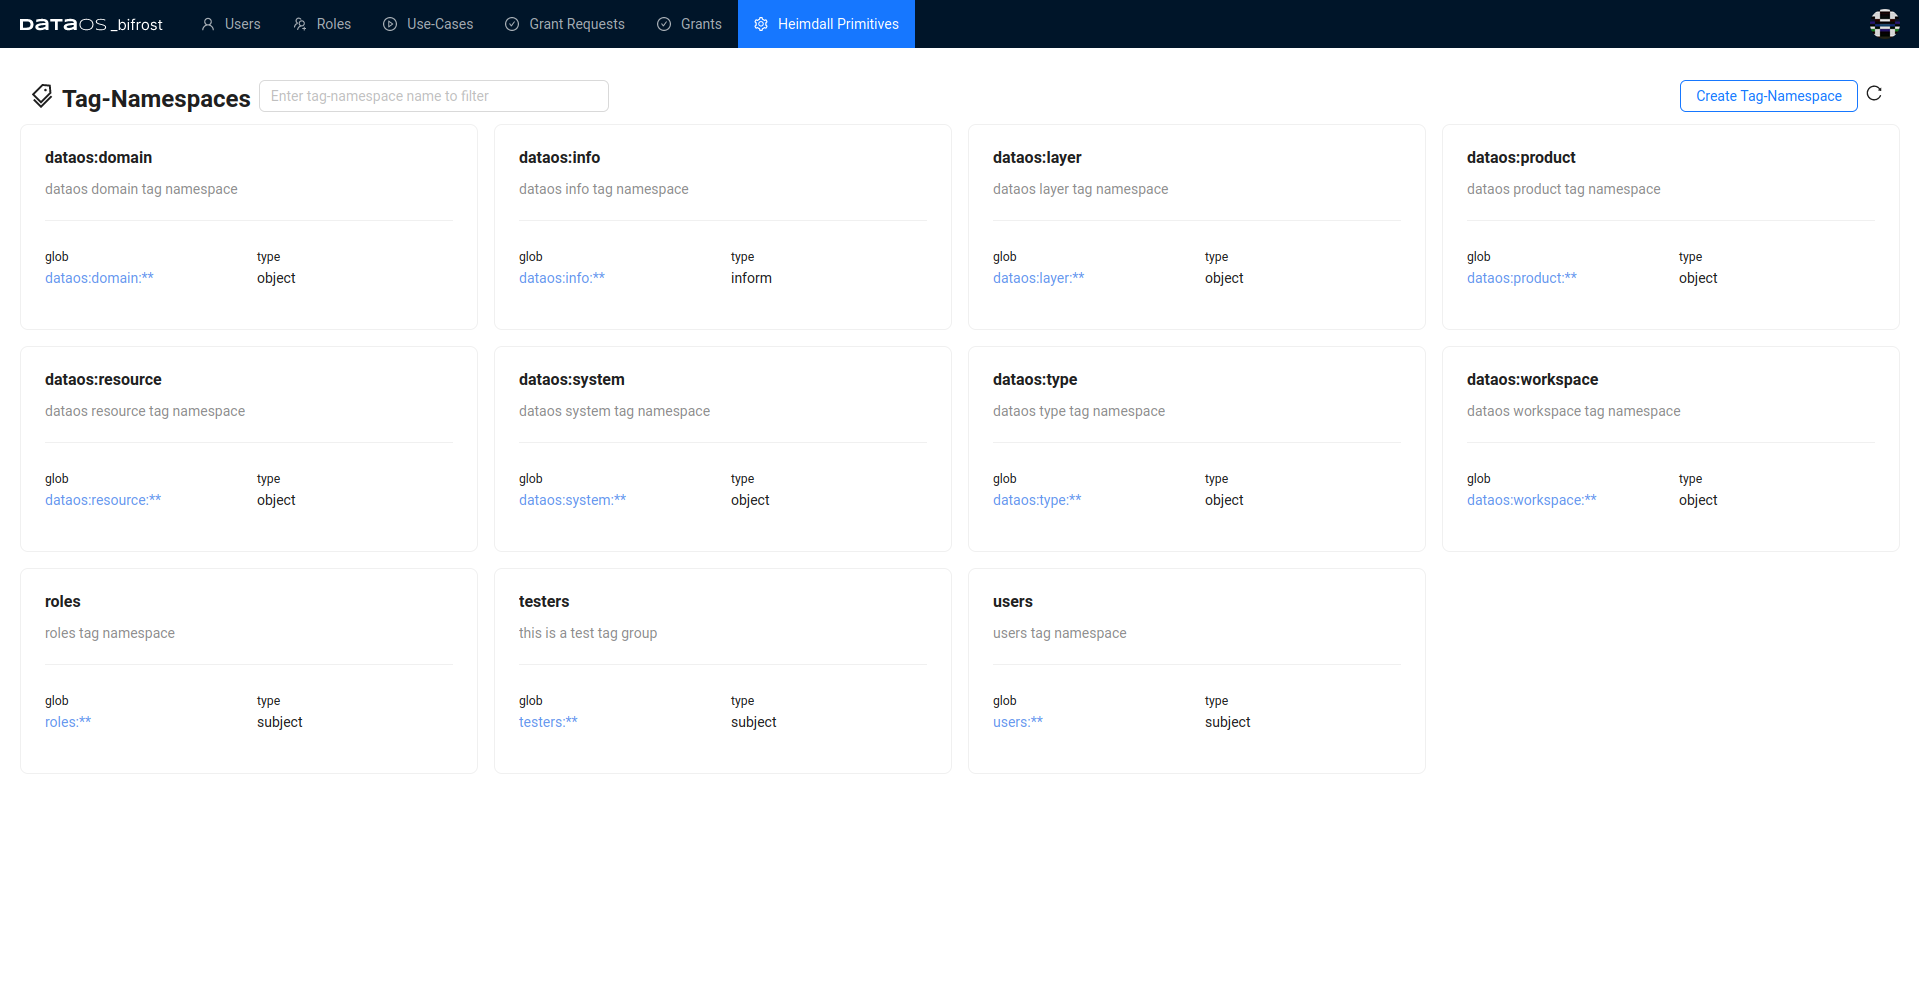 DATAOS_bifrost Users Roles Use-Cases Grant Requests Grants Heimdall Primitives
Tag-Namespaces Enter tag-namespace name to filter Create Tag-Namespace
dataos:domain dataos:info dataos:layer dataos:product
dataos domain tag namespace dataos info tag namespace dataos layer tag namespace dataos product tag namespace
glob type glob type glob type glob type
dataos:domain:** object dataos:info:** inform dataos:layer:** object dataos:product:** object
dataos:resource dataos:system dataos:type dataos:workspace
dataos resource tag namespace dataos system tag namespace dataos type tag namespace dataos workspace tag namespace
glob type glob type glob type glob type
dataos:resource:** object dataos:system:** object dataos:type:** object dataos:workspace:** object
roles testers users
roles tag namespace this is a test tag group users tag namespace
glob type glob type glob type
roles:** subject testers:** subject users:** subject